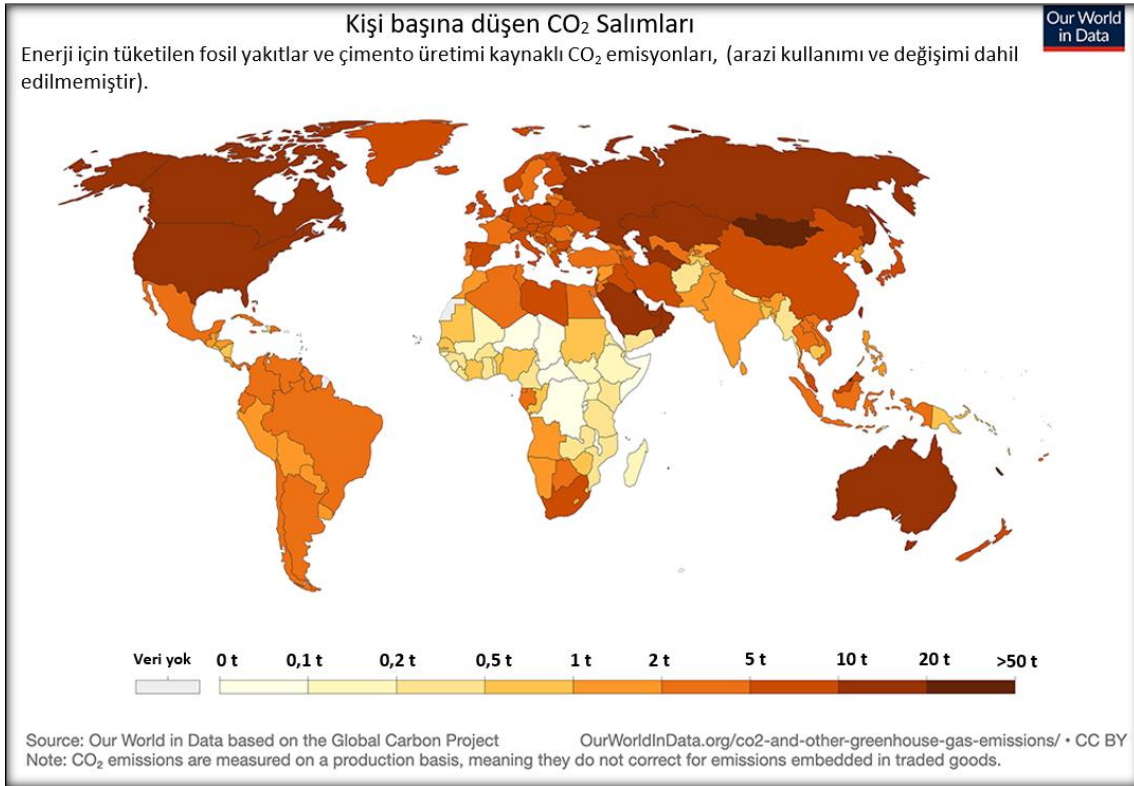 Kişi başına düşen CO₂ Salımları
Our World
in Data
Enerji için tüketilen fosil yakıtlar ve çimento üretimi kaynaklı CO₂ emisyonları, (arazi kullanımı ve değişimi dahil
edilmemiştir).
Veri yok 0 t 0,1 t 0,2 t 0,5 t 1 t 2 t 5 t 10 t 20 t >50 t
Source: Our World in Data based on the Global Carbon Project OurWorldInData.org/co2-and-other-greenhouse-gas-emissions/ • CC BY
Note: CO₂ emissions are measured on a production basis, meaning they do not correct for emissions embedded in traded goods.